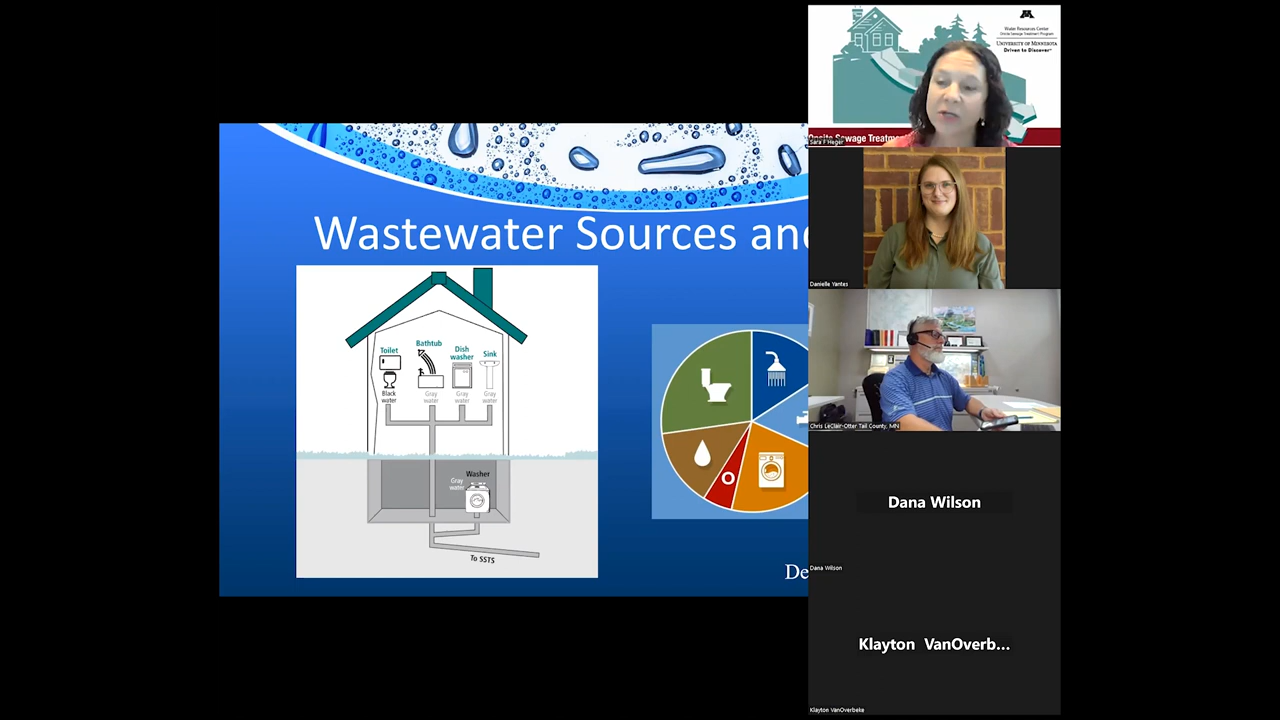 Wastewater Sources and
Toilet
Bathtub
Dish
washer
Sink
Black
water
Gray
water
Gray
water
Gray
water
Washer
Gray
water
To SSTS
De
Water Resources Center
Onsite Sewage Treatment Program
UNIVERSITY OF MINNESOTA
Driven to Discover
Onsite Sewage Treatme
Sara F Heger
Danielle Yantes
Chris LeClair-Otter Tail County, MN
Dana Wilson
Dana Wilson
Klayton VanOverb...
Klayton VanOverbeke